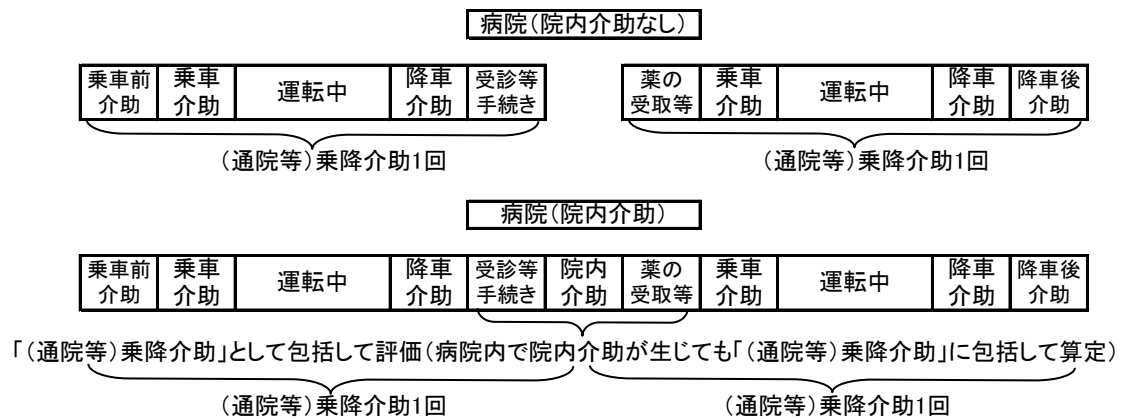 病院（院内介助なし）
乗車前介助 乗車介助 運転中 降車介助 受診等手続き 薬の受取等 乗車介助 運転中 降車介助 降車後介助
（通院等）乗降介助1回 （通院等）乗降介助1回
病院（院内介助）
乗車前介助 乗車介助 運転中 降車介助 受診等手続き 院内介助 薬の受取等 乗車介助 運転中 降車介助 降車後介助
「（通院等）乗降介助」として包括して評価（病院内で院内介助が生じても「（通院等）乗降介助」に包括して算定）
（通院等）乗降介助1回 （通院等）乗降介助1回